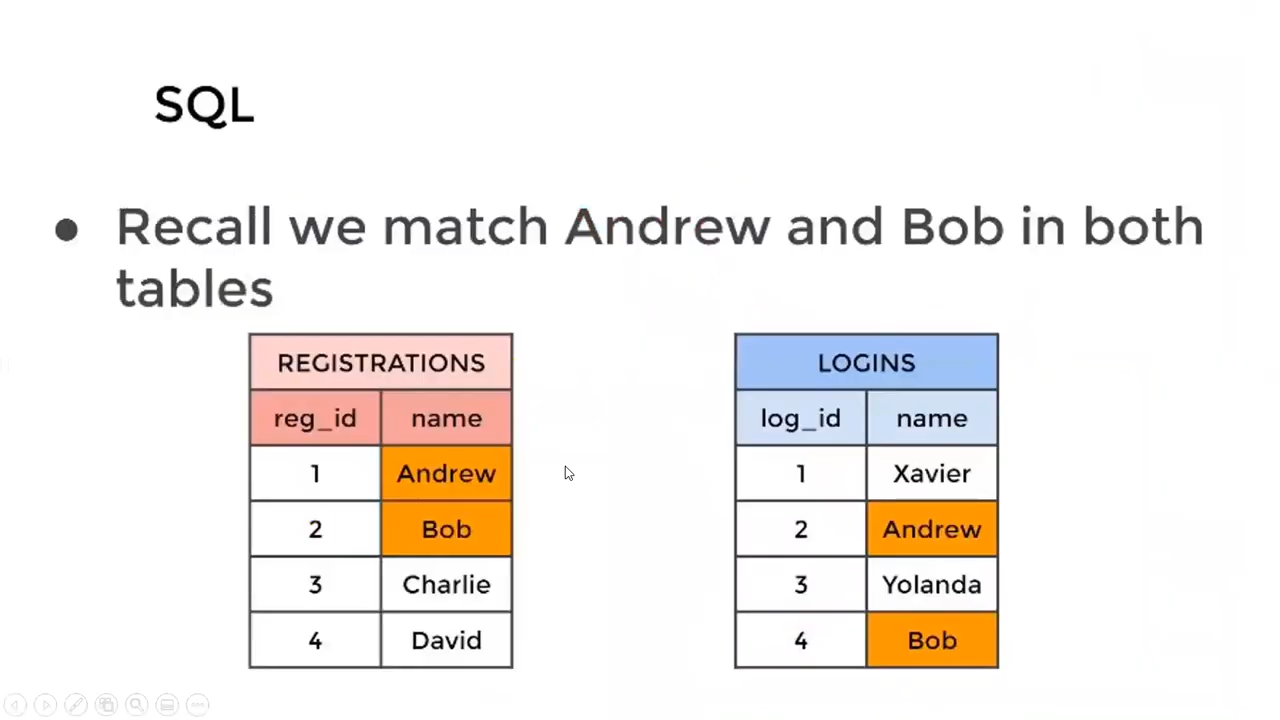 SQL
● Recall we match Andrew and Bob in both
tables
REGISTRATIONS
reg_id name
1 Andrew
2 Bob
3 Charlie
4 David
LOGINS
log_id name
1 Xavier
2 Andrew
3 Yolanda
4 Bob